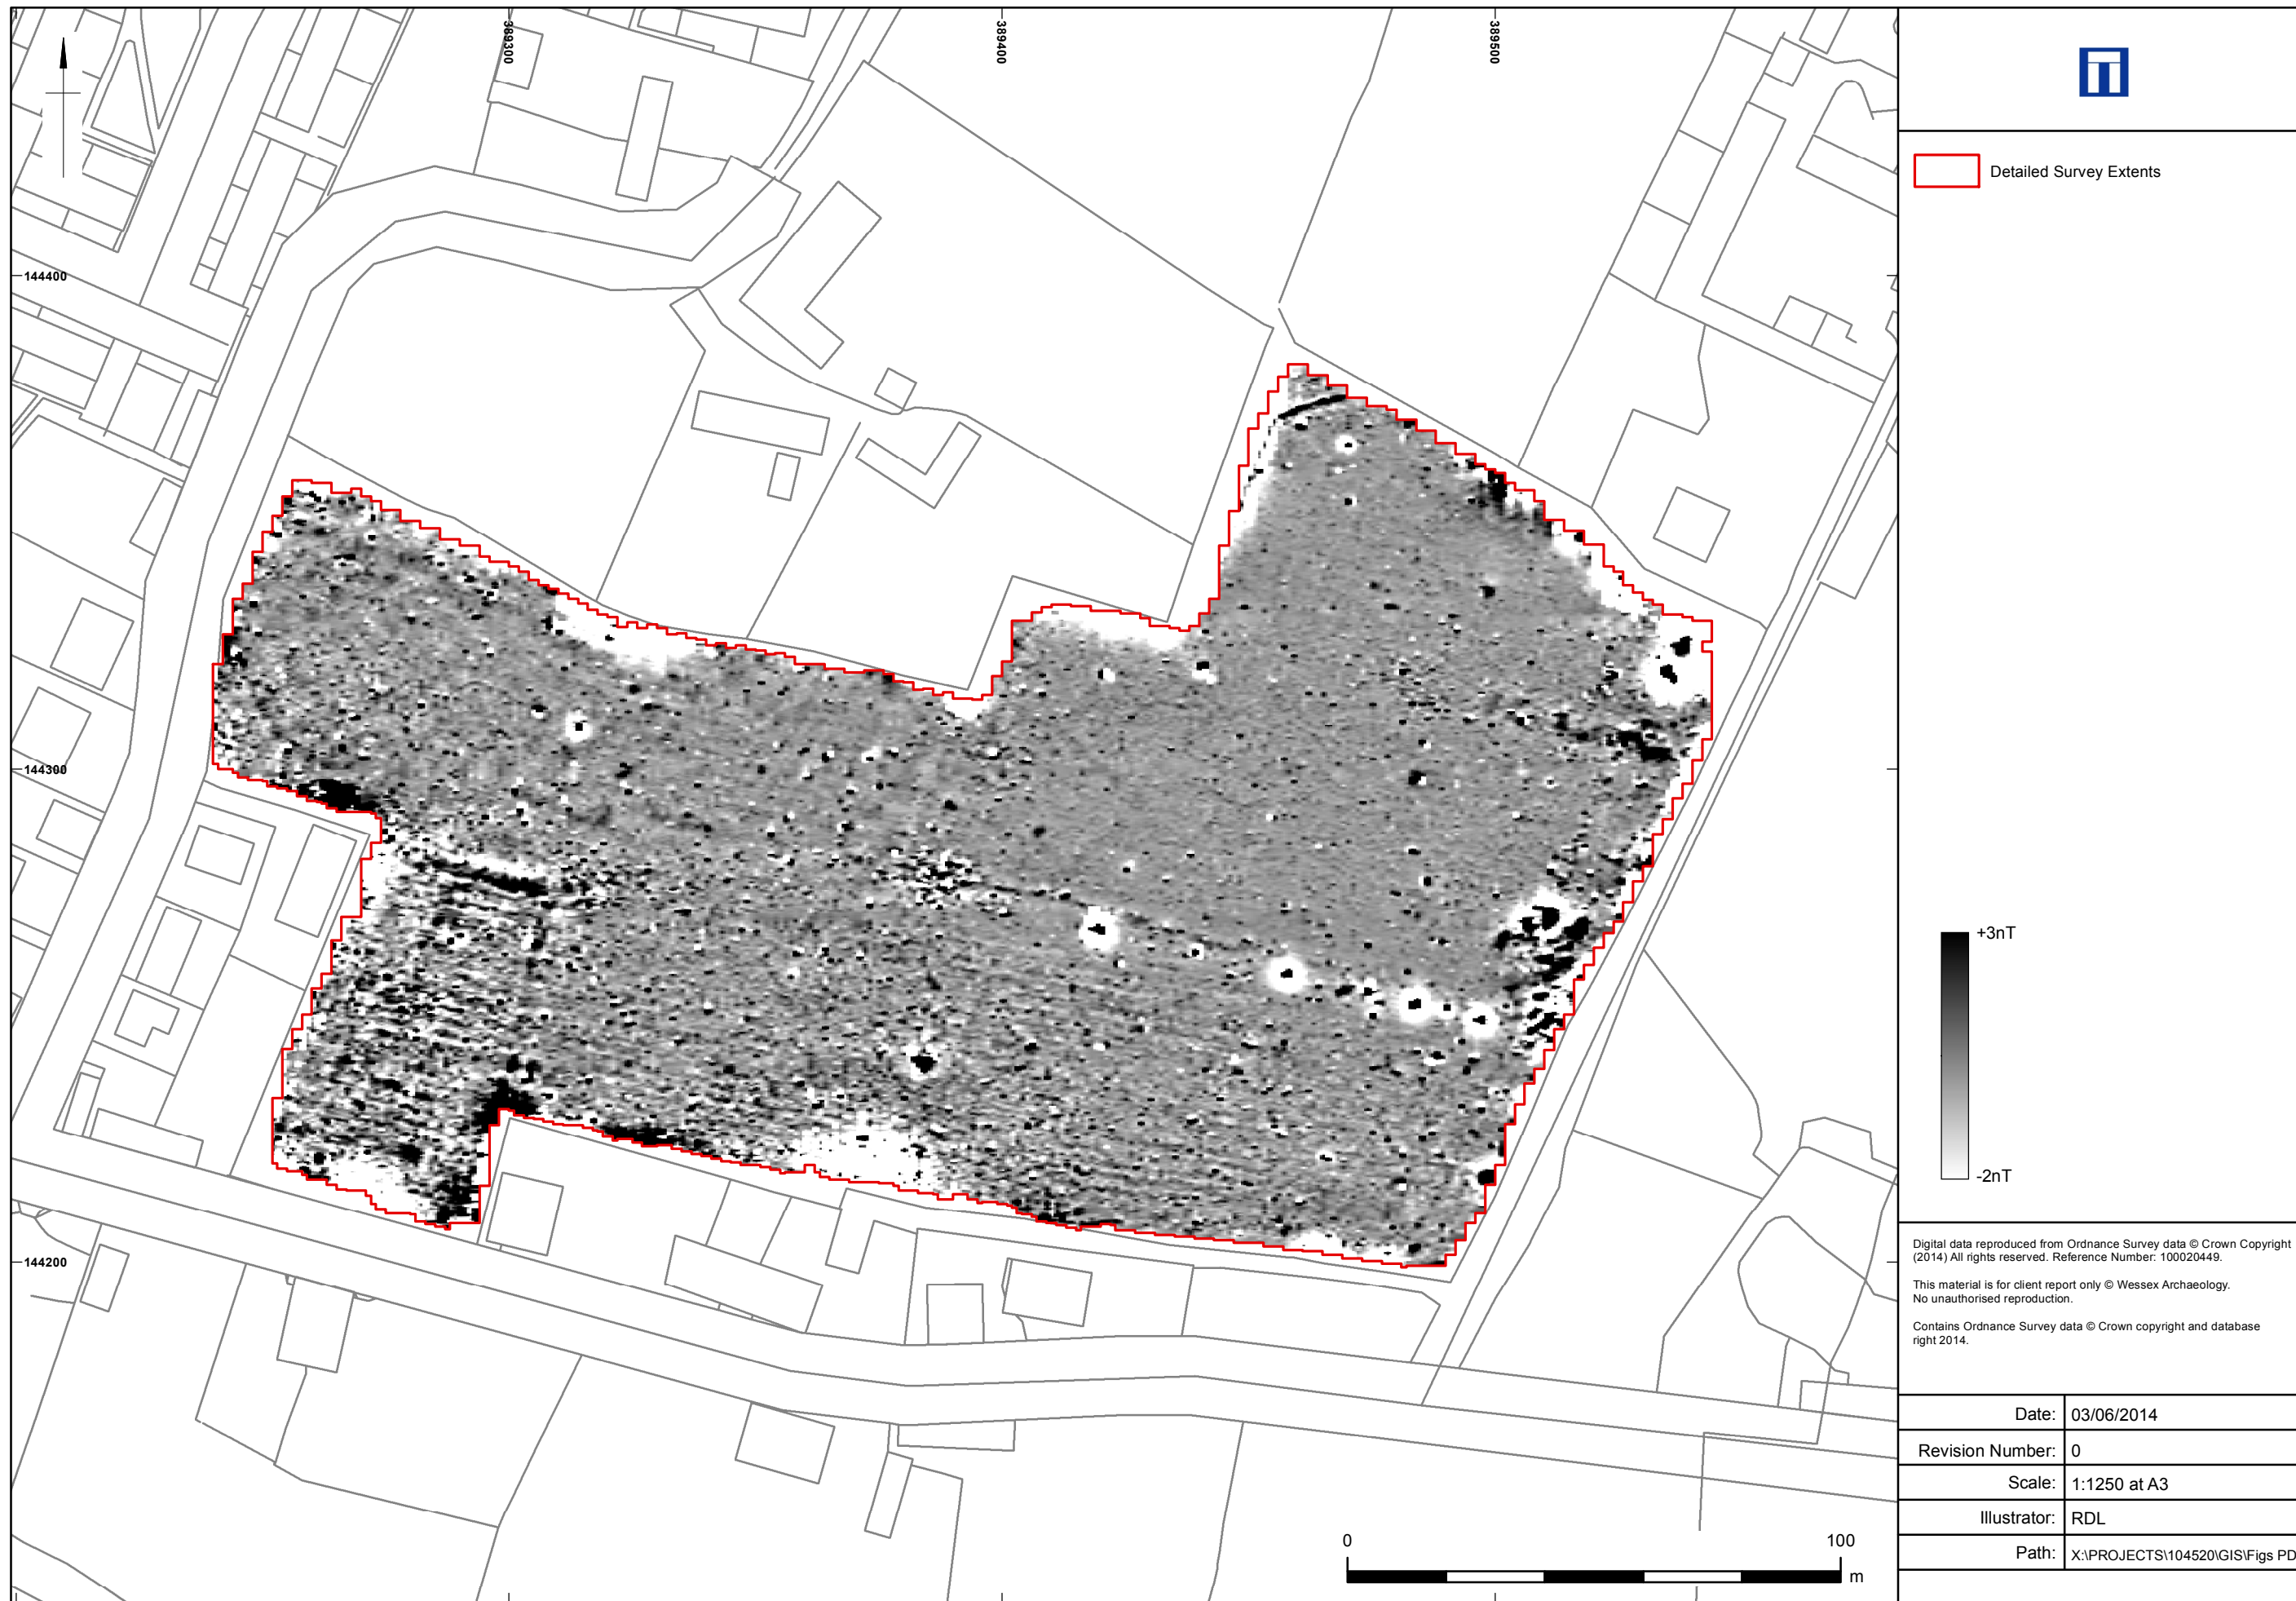 389300
389400
389500
144400
144300
144200
Detailed Survey Extents
+3nT
-2nT
Digital data reproduced from Ordnance Survey data © Crown Copyright
(2014) All rights reserved. Reference Number: 100020449.
This material is for client report only © Wessex Archaeology.
No unauthorised reproduction.
Contains Ordnance Survey data © Crown copyright and database
right 2014.
Date: 03/06/2014
Revision Number: 0
Scale: 1:1250 at A3
Illustrator: RDL
Path: X:\PROJECTS\104520\GIS\Figs PD
0 100
m